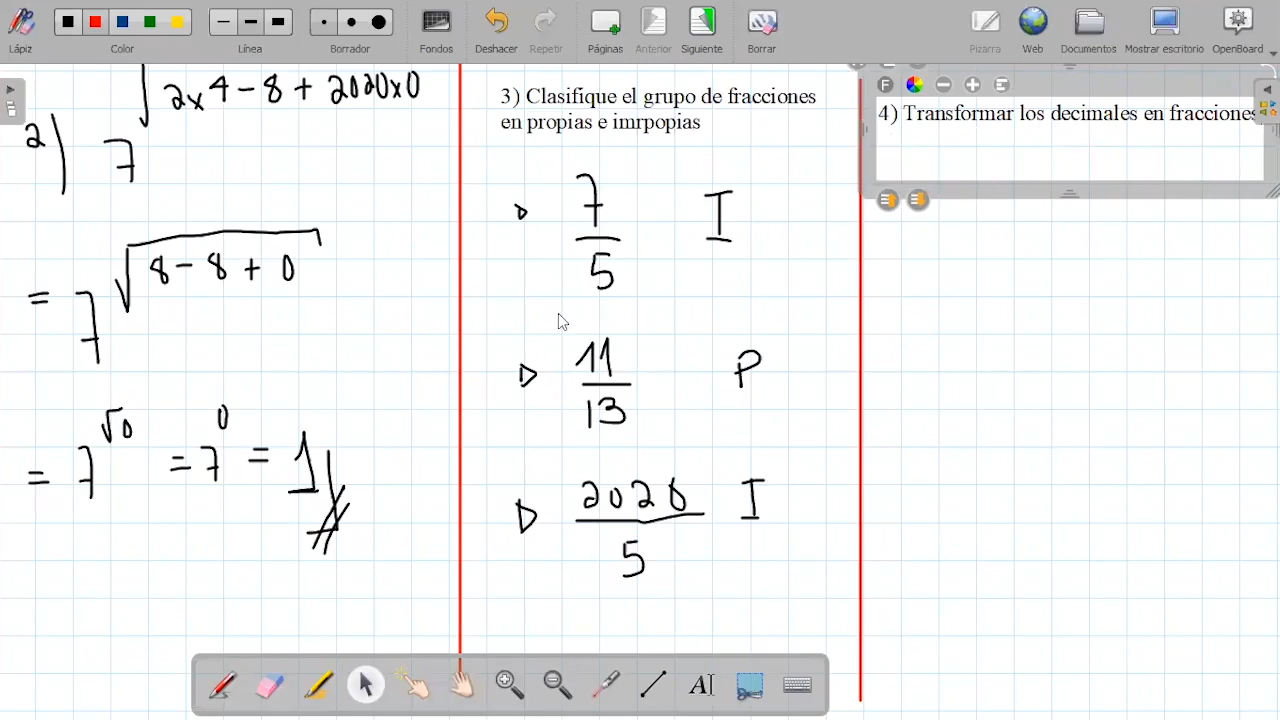 Lápiz
Color
Línea
Borrador
Fondos
Deshacer
Repetir
Páginas
Anterior
Siguiente
Borrar
Pizarra
Web
Documentos
Mostrar escritorio
OpenBoard
2) 7^√(2x4-8+2020x0)
= 7^√(8-8+0)
= 7^√0 = 7^0 = 1
3) Clasifique el grupo de fracciones
en propias e imrpopias
7/5 I
11/13 P
2020/5 I
4) Transformar los decimales en fracciones